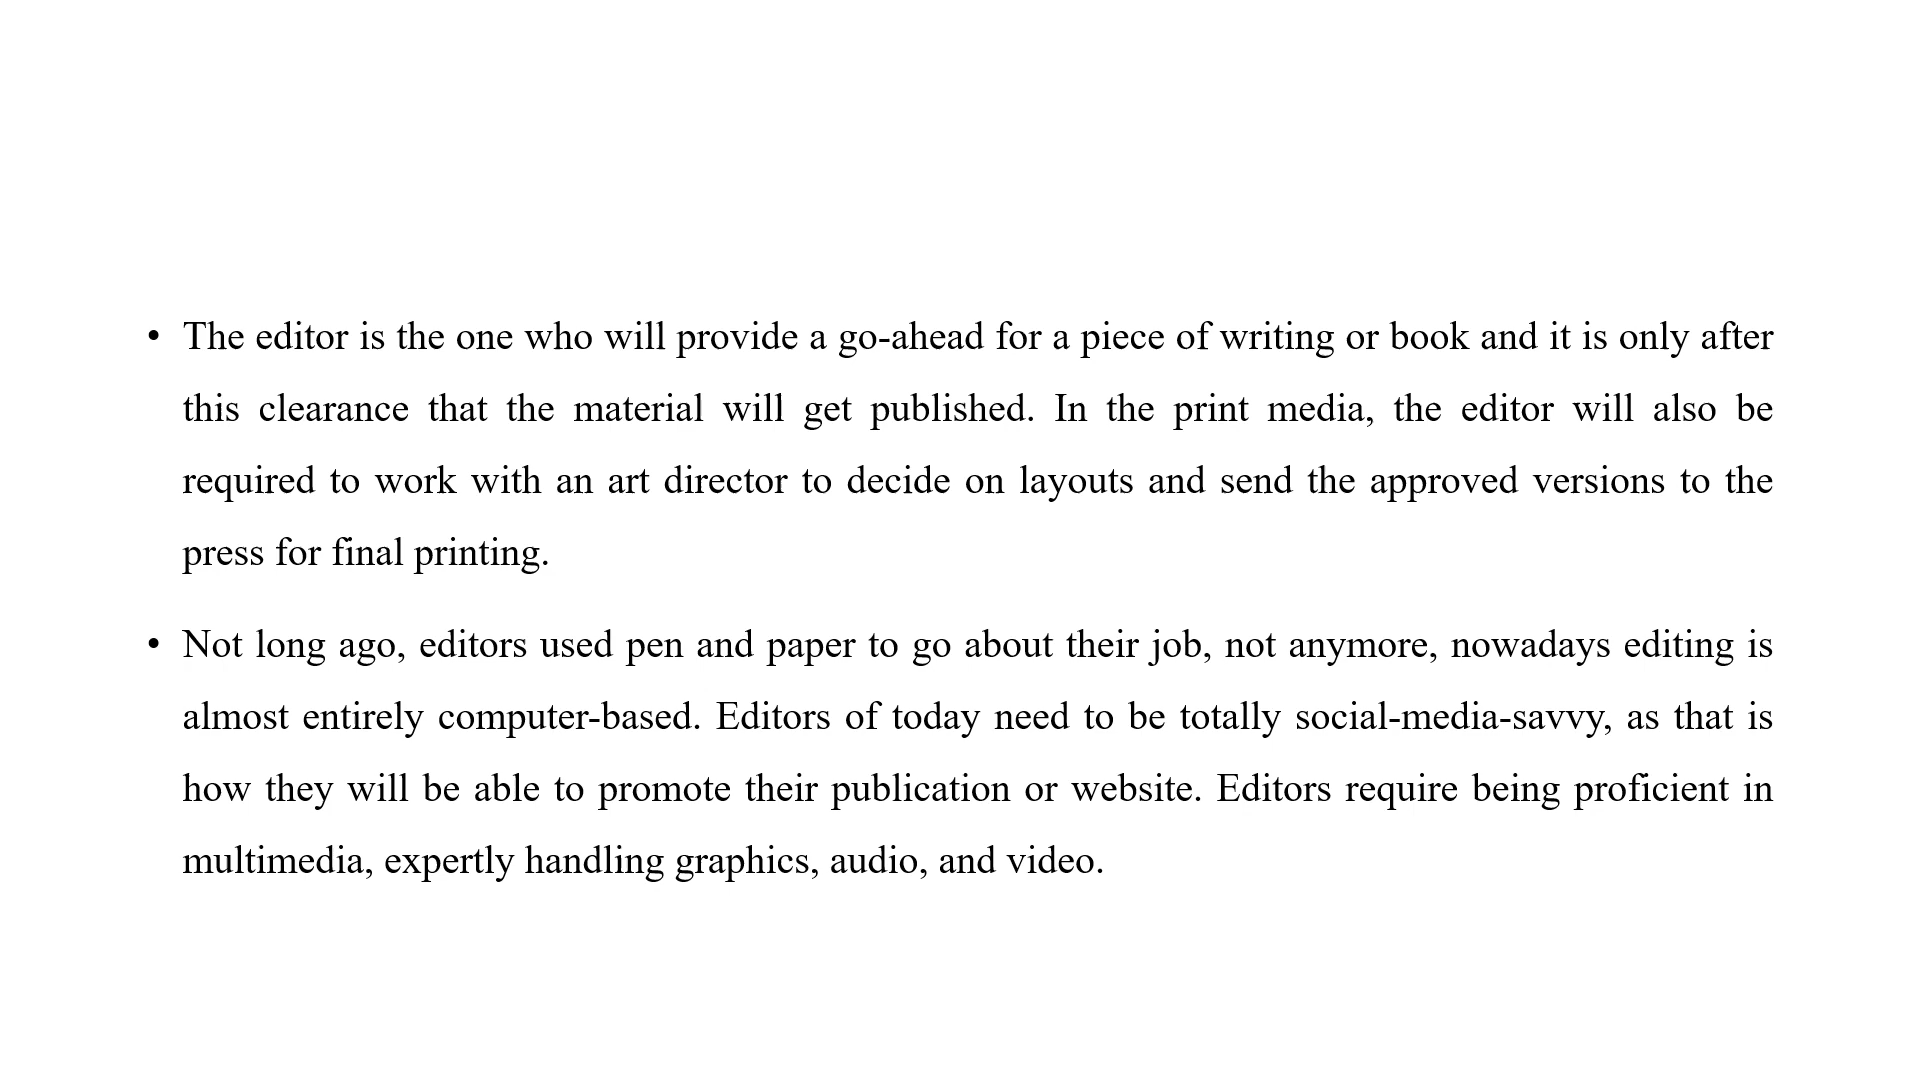 • The editor is the one who will provide a go-ahead for a piece of writing or book and it is only after
this clearance that the material will get published. In the print media, the editor will also be
required to work with an art director to decide on layouts and send the approved versions to the
press for final printing.
• Not long ago, editors used pen and paper to go about their job, not anymore, nowadays editing is
almost entirely computer-based. Editors of today need to be totally social-media-savvy, as that is
how they will be able to promote their publication or website. Editors require being proficient in
multimedia, expertly handling graphics, audio, and video.